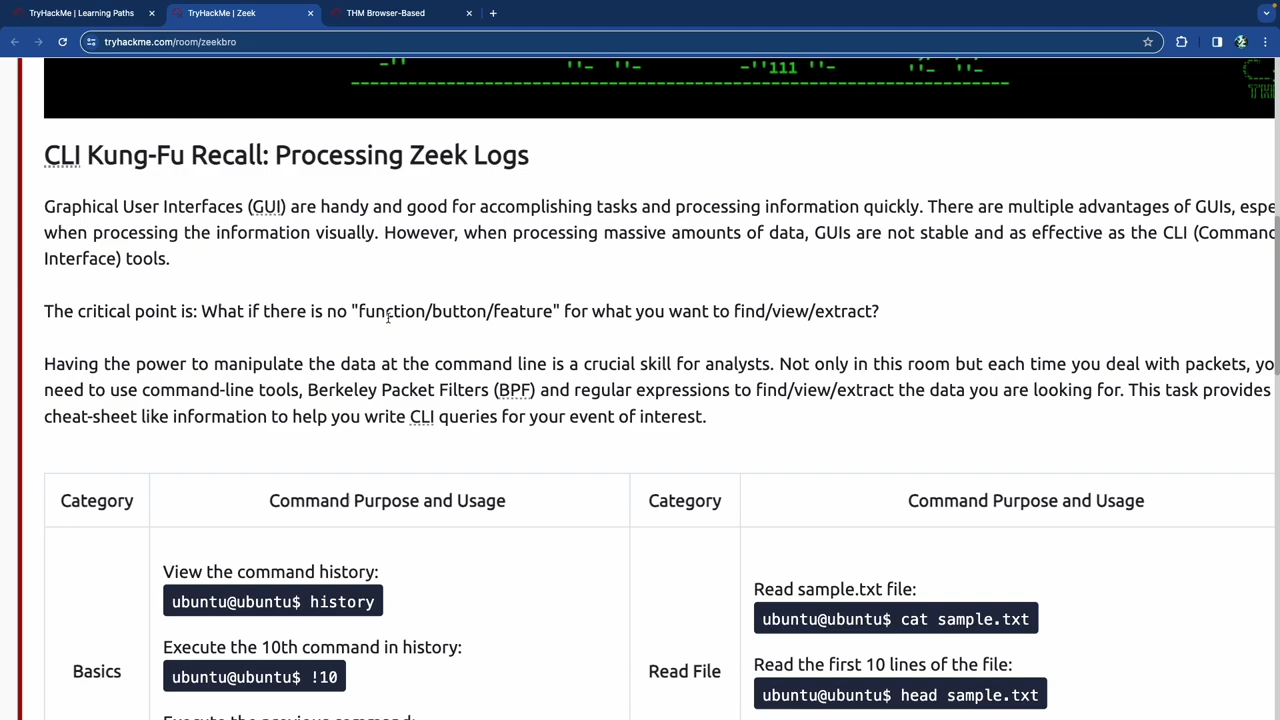 TryHackMe | Learning Paths
TryHackMe | Zeek
THM Browser-Based
tryhackme.com/room/zeekbro
CLI Kung-Fu Recall: Processing Zeek Logs
Graphical User Interfaces (GUI) are handy and good for accomplishing tasks and processing information quickly. There are multiple advantages of GUIs, espe
when processing the information visually. However, when processing massive amounts of data, GUIs are not stable and as effective as the CLI (Command
Interface) tools.
The critical point is: What if there is no "function/button/feature" for what you want to find/view/extract?
Having the power to manipulate the data at the command line is a crucial skill for analysts. Not only in this room but each time you deal with packets, yo
need to use command-line tools, Berkeley Packet Filters (BPF) and regular expressions to find/view/extract the data you are looking for. This task provides
cheat-sheet like information to help you write CLI queries for your event of interest.
Category
Command Purpose and Usage
Category
Command Purpose and Usage
Basics
View the command history:
ubuntu@ubuntu$ history
Execute the 10th command in history:
ubuntu@ubuntu$ !10
Execute the previous command:
Read File
Read sample.txt file:
ubuntu@ubuntu$ cat sample.txt
Read the first 10 lines of the file:
ubuntu@ubuntu$ head sample.txt